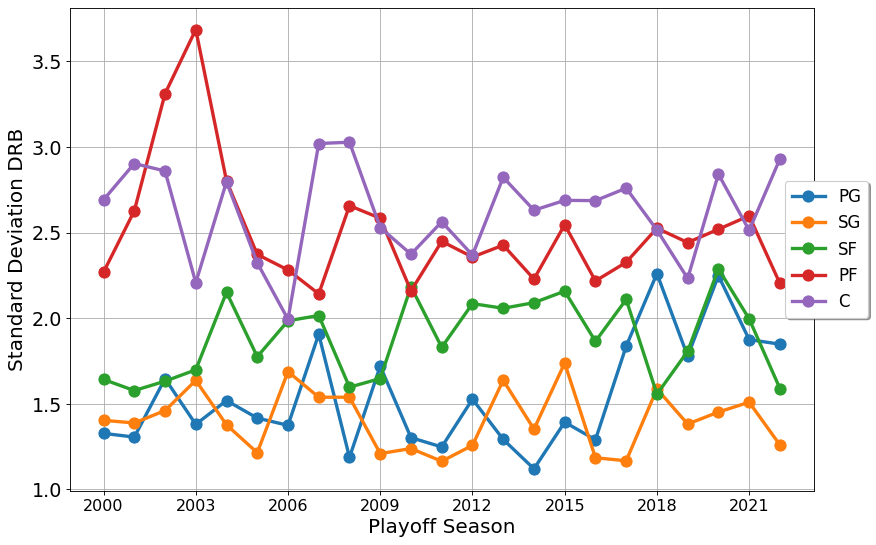 Standard Deviation DRB
3.5
3.0
2.5
2.0
1.5
1.0
2000 2003 2006 2009 2012 2015 2018 2021
Playoff Season
PG
SG
SF
PF
C